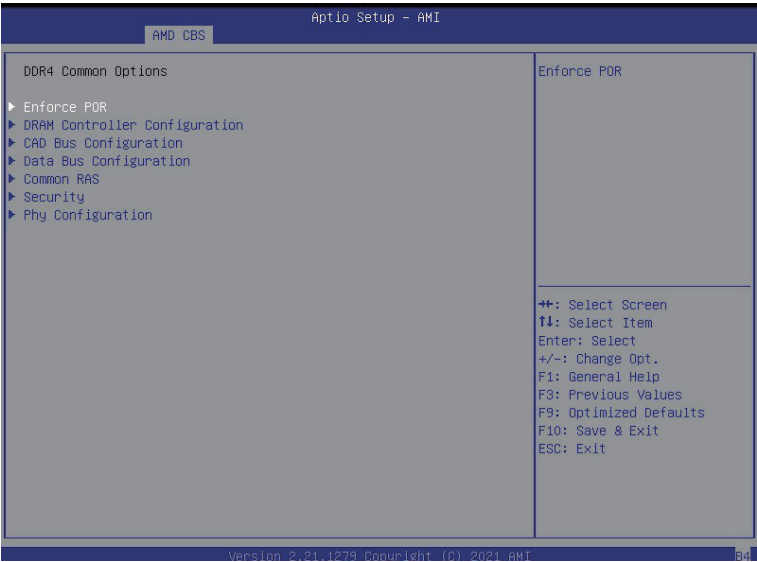 Aptio Setup – AMI
AMD CBS
DDR4 Common Options
Enforce POR
DRAM Controller Configuration
CAD Bus Configuration
Data Bus Configuration
Common RAS
Security
Phy Configuration
Enforce POR
→←: Select Screen
↑↓: Select Item
Enter: Select
+/-: Change Opt.
F1: General Help
F3: Previous Values
F9: Optimized Defaults
F10: Save & Exit
ESC: Exit
Version 2.21.1279 Copyright (C) 2021 AMI
B4